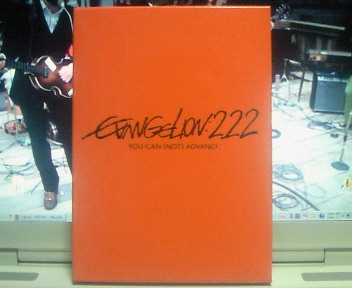 EVANGELION:2.22
YOU CAN (NOT) ADVANCE.